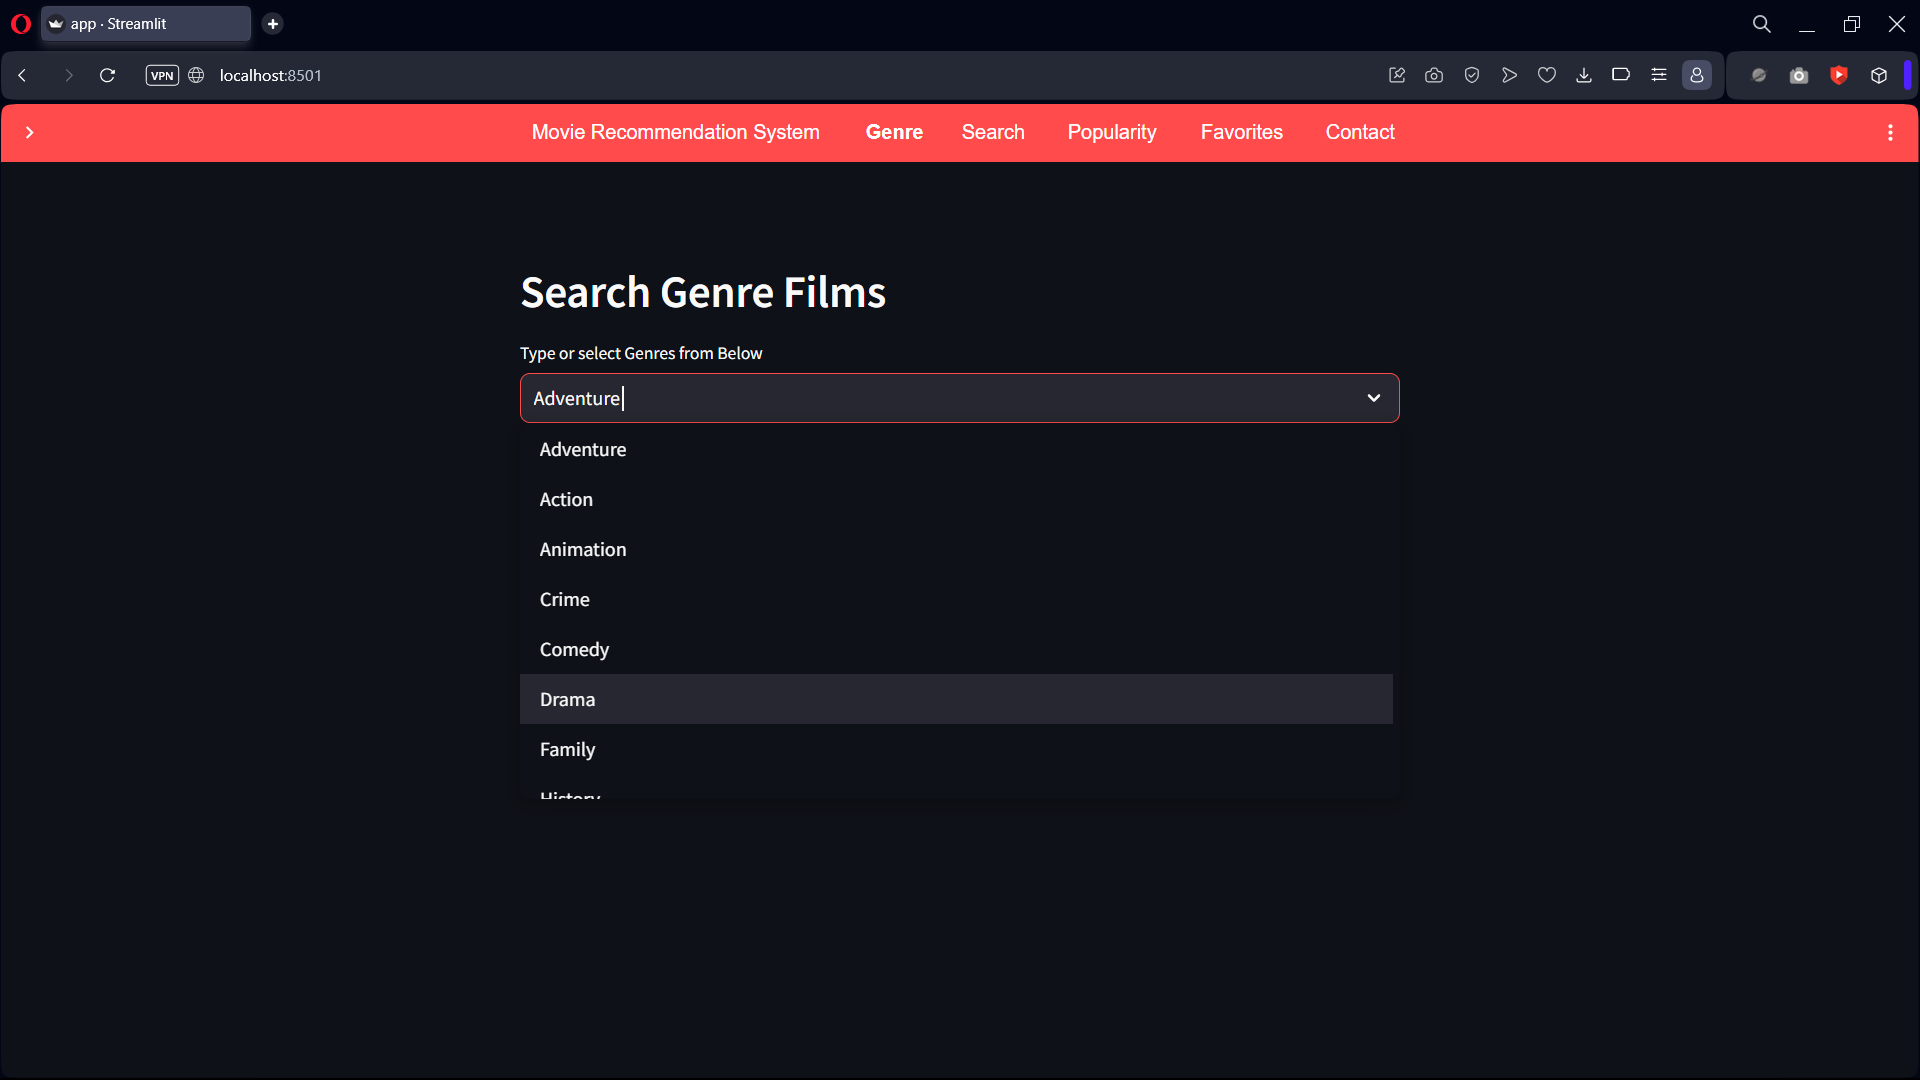 app · Streamlit
VPN
localhost:8501
Movie Recommendation System Genre Search Popularity Favorites Contact
Search Genre Films
Type or select Genres from Below
Adventure
Adventure
Action
Animation
Crime
Comedy
Drama
Family
History